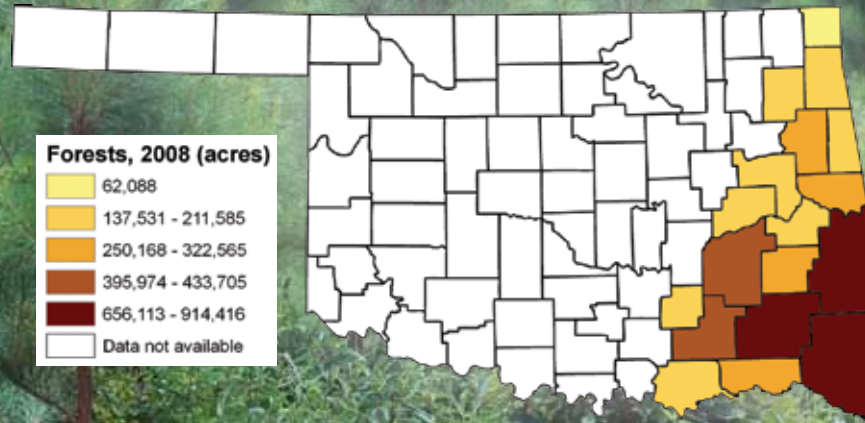 Forests, 2008 (acres)
62,088
137,531 - 211,585
250,168 - 322,565
395,974 - 433,705
656,113 - 914,416
Data not available